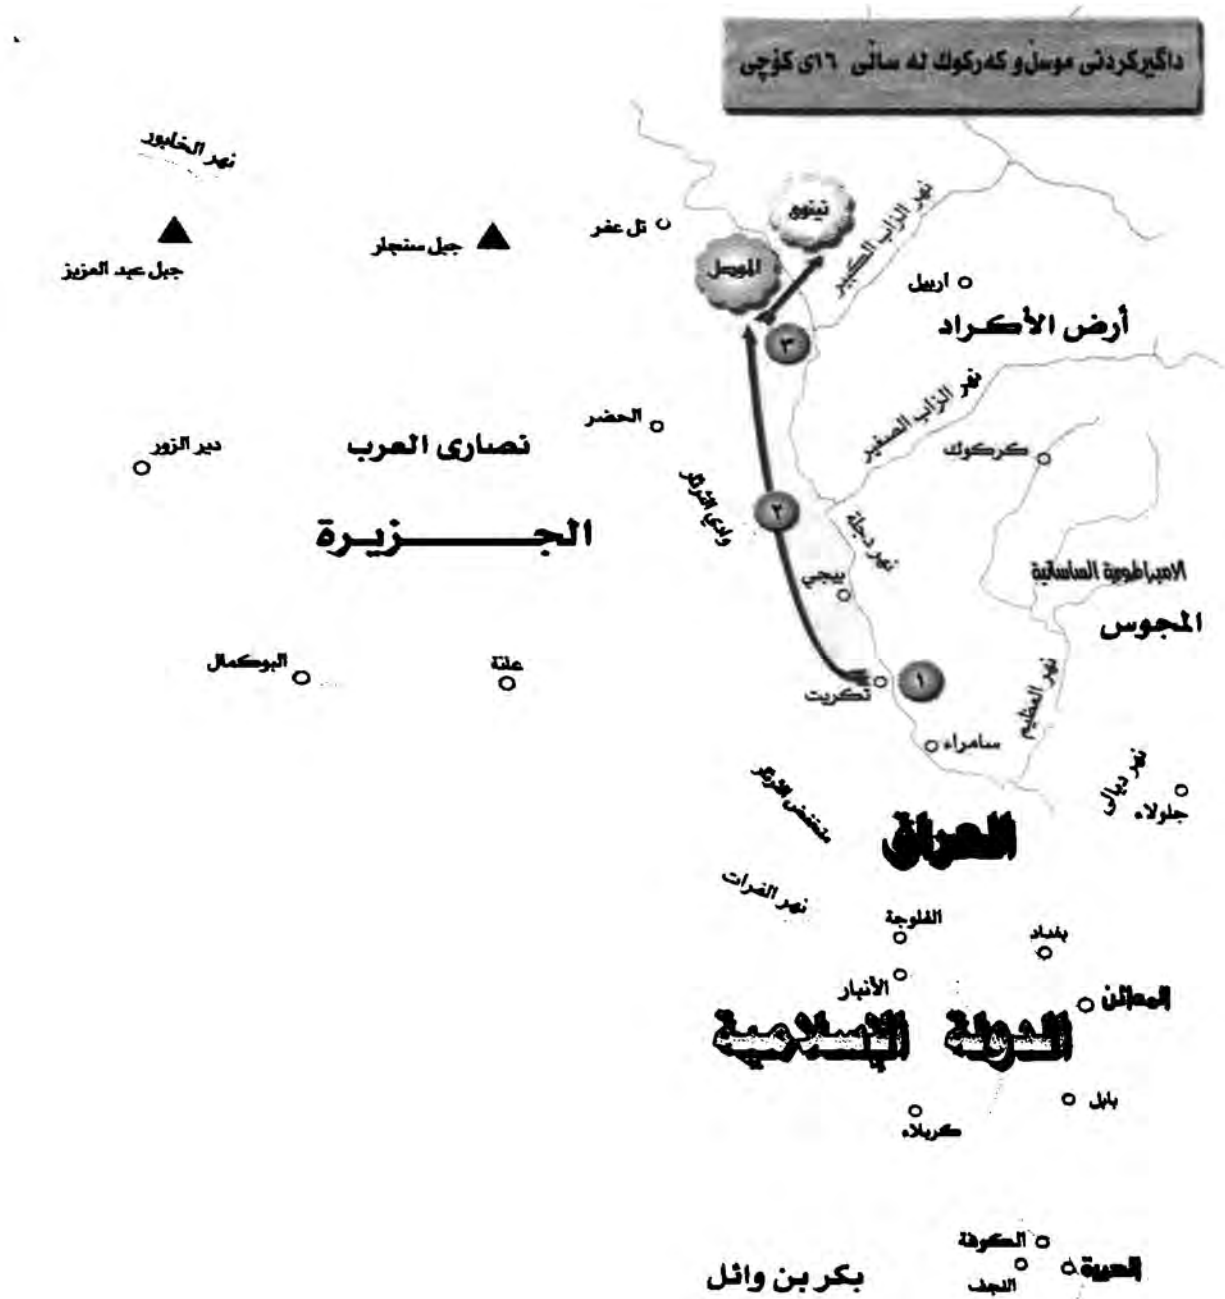 داگیرکردنی موسڵ و کەرکوک لە ساڵی ١٦ی کۆچی
نهر الخابور
نينوى
نهر الزاب الكبير
تل عفر
جبل سنجار
جبل عبد العزيز
الموصل
أربيل
أرض الأكراد
٣
نهر الزاب الصغير
الحضر
نصارى العرب
دير الزور
كركوك
وادي الثرثار
٢
الجــزيرة
نهر دجلة
بيجي
الامبراطورية الساسانية
المجوس
البوكمال
عانة
تكريت
١
نهر العظيم
سامراء
نهر ديالى
جلولاء
منخفض الثرثار
العراق
نهر الفرات
الفلوجة
بغداد
الأنبار
المدائن
الدولة الإسلامية
بابل
كربلاء
الكوفة
الحيرة
النجف
بكر بن وائل